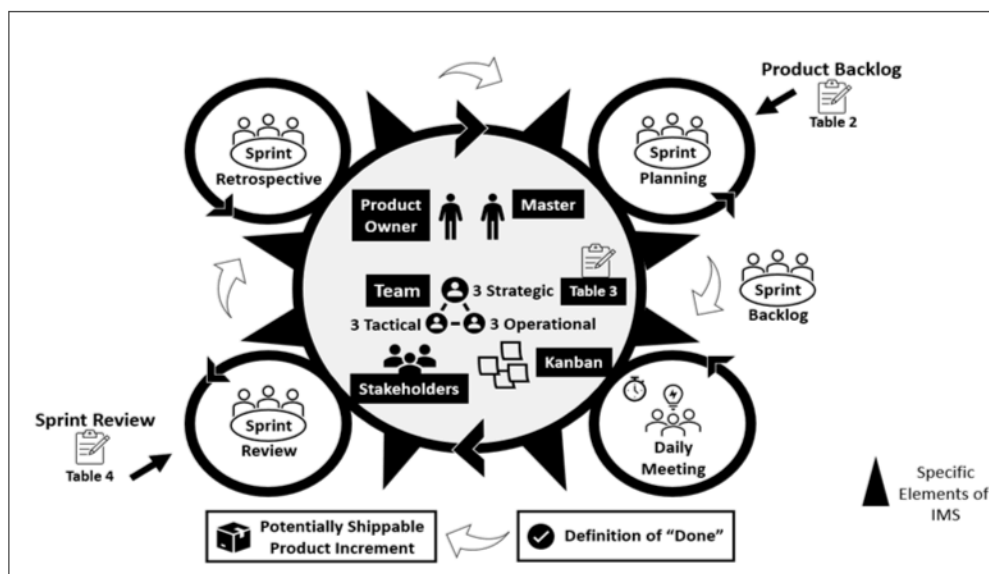 Product Backlog
Table 2
Sprint
Retrospective
Sprint
Planning
Product
Owner
Master
Team
3 Strategic
Table 3
3 Tactical
3 Operational
Stakeholders
Kanban
Sprint
Backlog
Sprint Review
Table 4
Sprint
Review
Daily
Meeting
Specific
Elements of
IMS
Potentially Shippable
Product Increment
Definition of “Done”